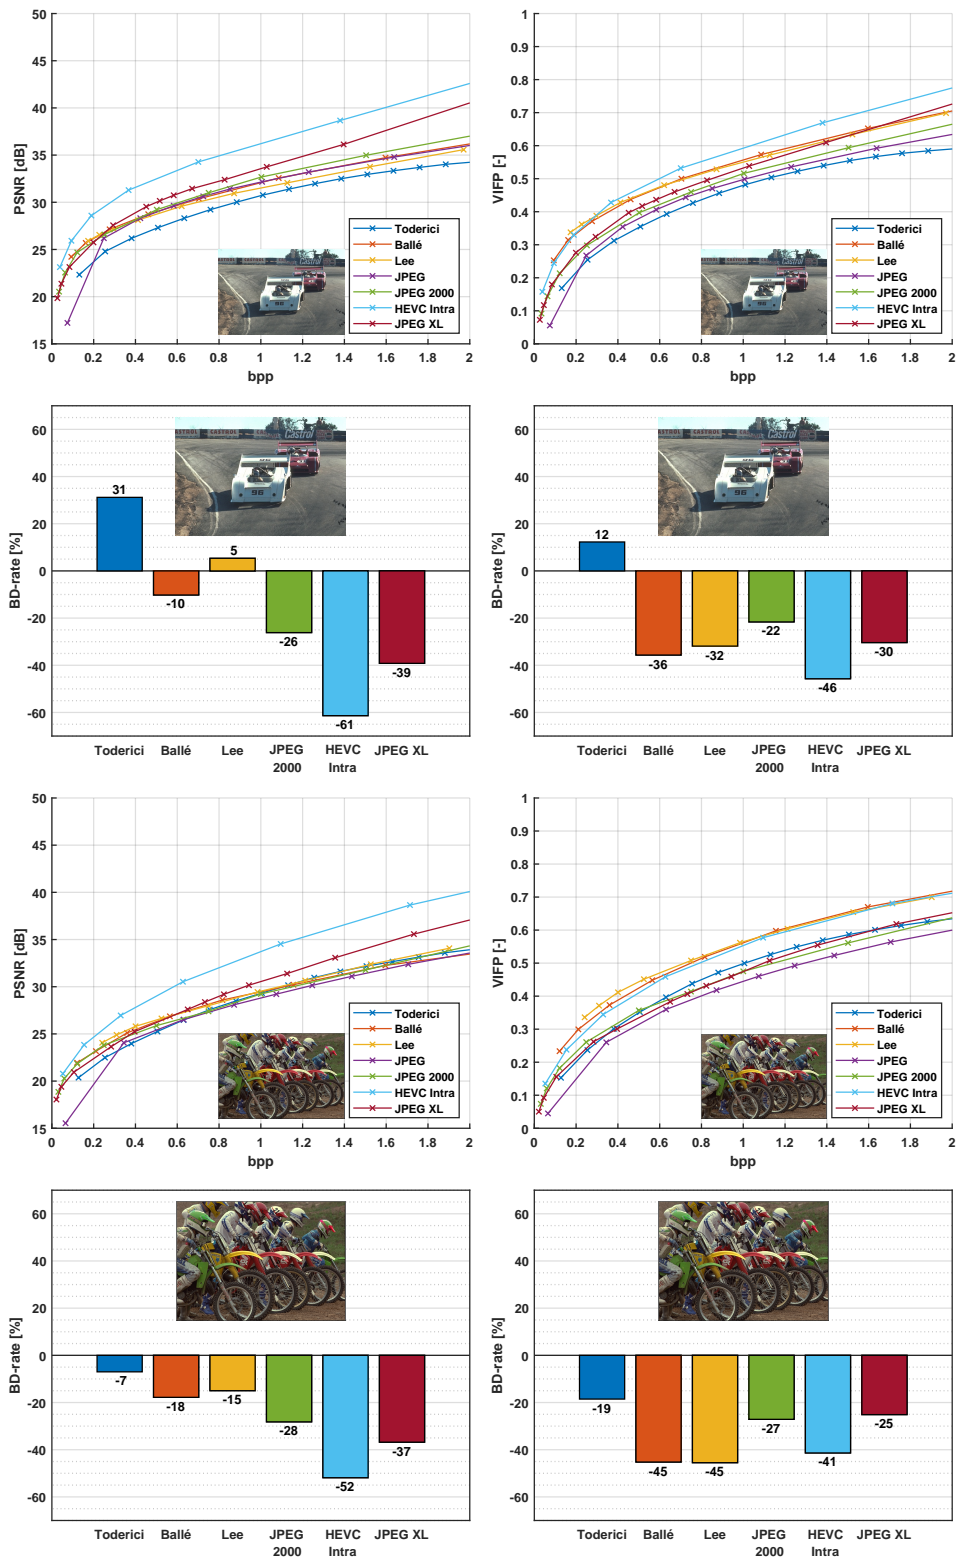 50
45
40
35
30
25
20
15
PSNR [dB]
0 0.2 0.4 0.6 0.8 1 1.2 1.4 1.6 1.8 2
bpp
Toderici
Ballé
Lee
JPEG
JPEG 2000
HEVC Intra
JPEG XL
1
0.9
0.8
0.7
0.6
0.5
0.4
0.3
0.2
0.1
0
VIFP [-]
0 0.2 0.4 0.6 0.8 1 1.2 1.4 1.6 1.8 2
bpp
Toderici
Ballé
Lee
JPEG
JPEG 2000
HEVC Intra
JPEG XL
60
40
20
0
-20
-40
-60
BD-rate [%]
CASTROL CASTROL Castrol
96
31
-10
5
-26
-61
-39
Toderici Ballé Lee JPEG HEVC JPEG XL
2000 Intra
60
40
20
0
-20
-40
-60
BD-rate [%]
CASTROL CASTROL Castrol
96
12
-36
-32
-22
-46
-30
Toderici Ballé Lee JPEG HEVC JPEG XL
2000 Intra
50
45
40
35
30
25
20
15
PSNR [dB]
0 0.2 0.4 0.6 0.8 1 1.2 1.4 1.6 1.8 2
bpp
Toderici
Ballé
Lee
JPEG
JPEG 2000
HEVC Intra
JPEG XL
1
0.9
0.8
0.7
0.6
0.5
0.4
0.3
0.2
0.1
0
VIFP [-]
0 0.2 0.4 0.6 0.8 1 1.2 1.4 1.6 1.8 2
bpp
Toderici
Ballé
Lee
JPEG
JPEG 2000
HEVC Intra
JPEG XL
60
40
20
0
-20
-40
-60
BD-rate [%]
-7
-18
-15
-28
-52
-37
Toderici Ballé Lee JPEG HEVC JPEG XL
2000 Intra
60
40
20
0
-20
-40
-60
BD-rate [%]
-19
-45
-45
-27
-41
-25
Toderici Ballé Lee JPEG HEVC JPEG XL
2000 Intra